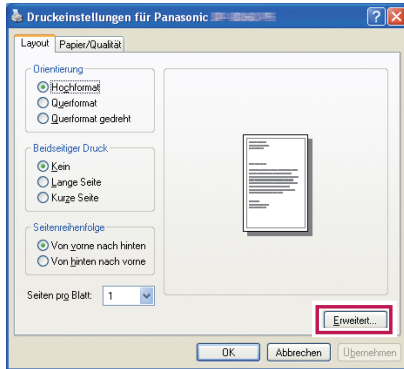 Druckeinstellungen für Panasonic
Layout
Papier/Qualität
Orientierung
Hochformat
Querformat
Querformat gedreht
Beidseitiger Druck
Kein
Lange Seite
Kurze Seite
Seitenreihenfolge
Von vorne nach hinten
Von hinten nach vorne
Seiten pro Blatt: 1
Erweitert...
OK
Abbrechen
Übernehmen